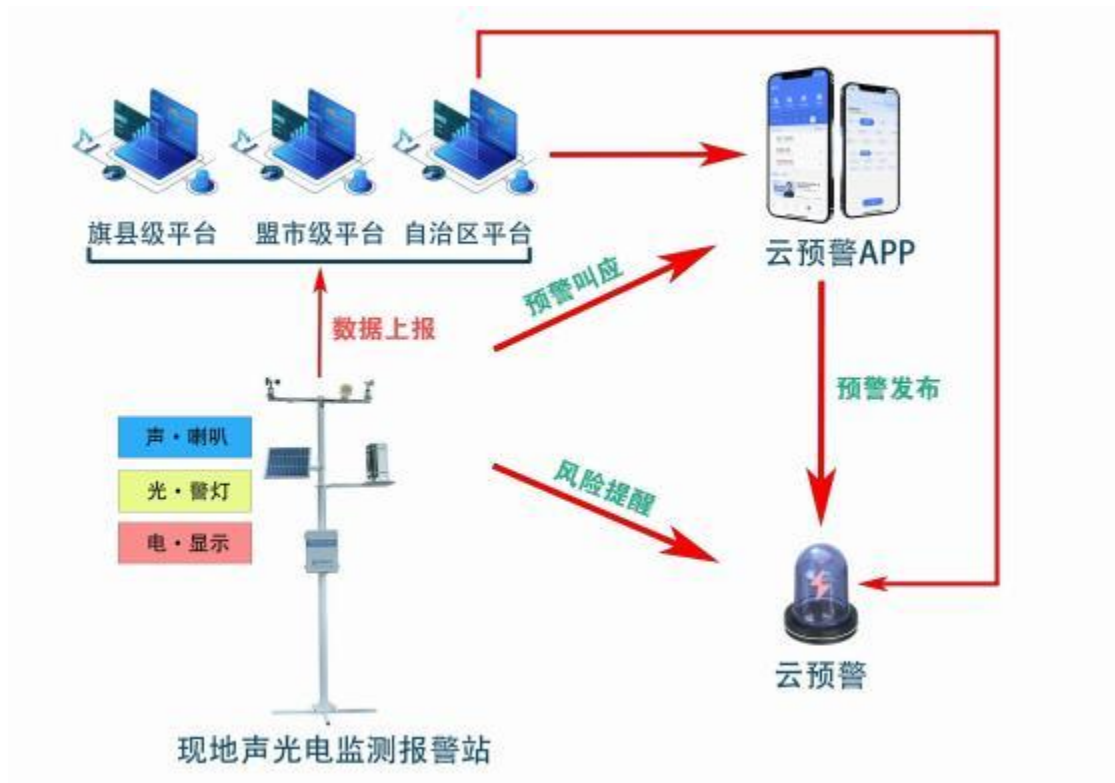 旗县级平台
盟市级平台
自治区平台
云预警APP
预警叫应
数据上报
预警发布
声·喇叭
光·警灯
电·显示
风险提醒
云预警
现地声光电监测报警站